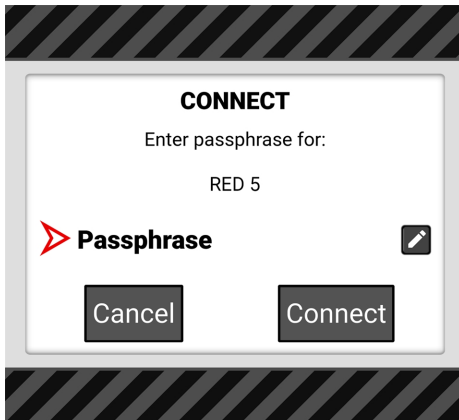 CONNECT
Enter passphrase for:
RED 5
Passphrase
Cancel Connect